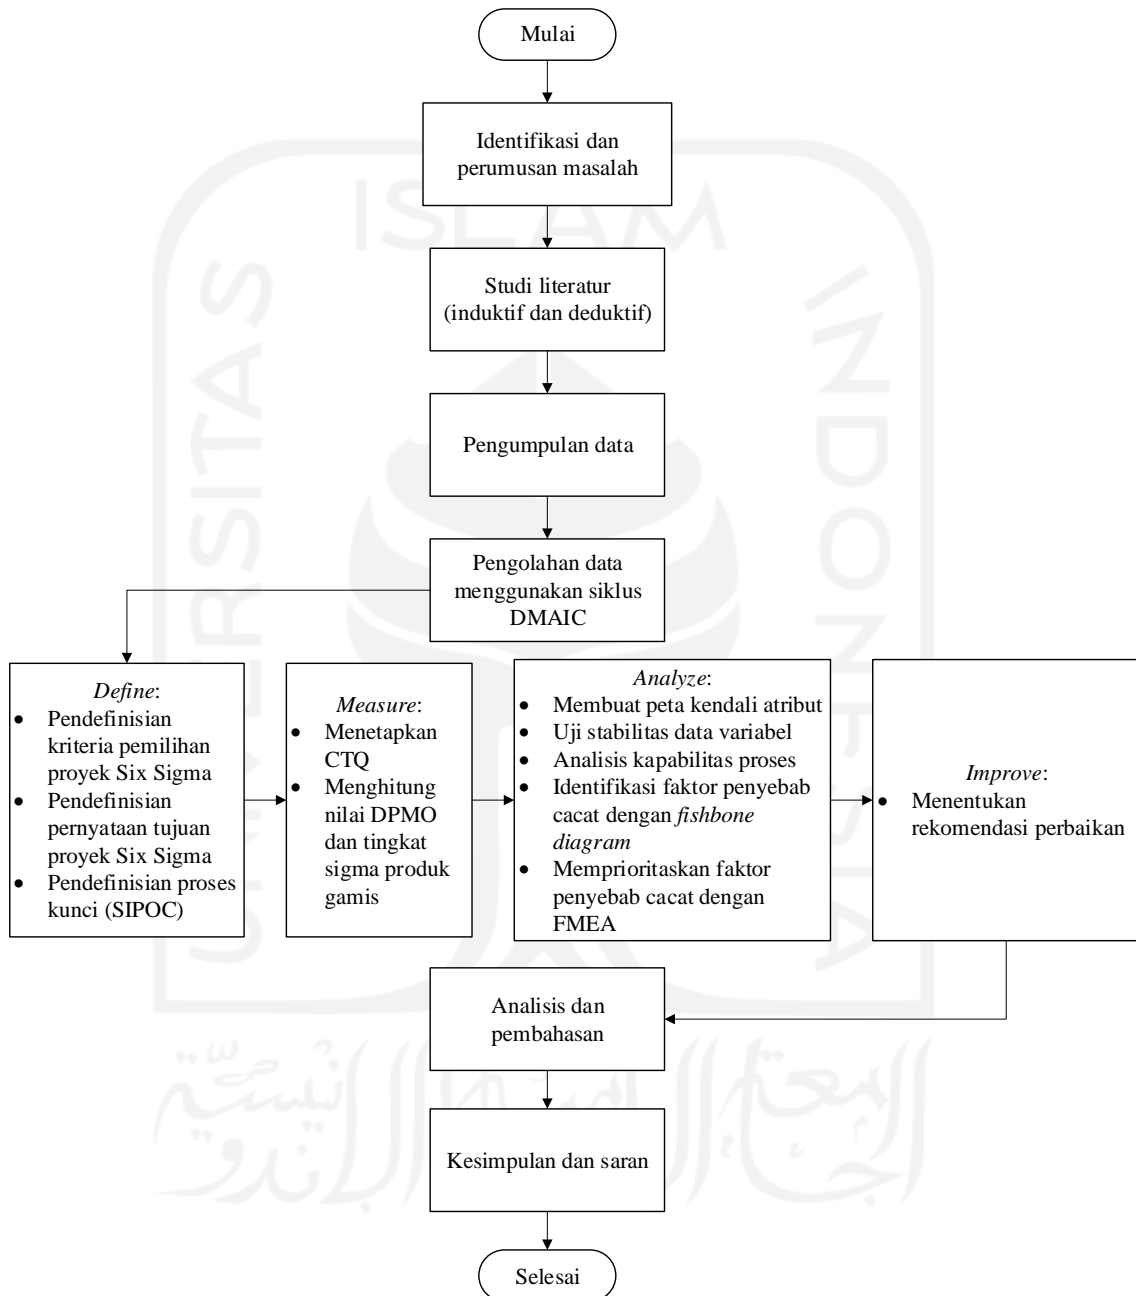 Mulai
Identifikasi dan
perumusan masalah
Studi literatur
(induktif dan deduktif)
Pengumpulan data
Pengolahan data
menggunakan siklus
DMAIC
Define:
• Pendefinisian
kriteria pemilihan
proyek Six Sigma
• Pendefinisian
pernyataan tujuan
proyek Six Sigma
• Pendefinisian proses
kunci (SIPOC)
Measure:
• Menetapkan
CTQ
• Menghitung
nilai DPMO
dan tingkat
sigma produk
gamis
Analyze:
• Membuat peta kendali atribut
• Uji stabilitas data variabel
• Analisis kapabilitas proses
• Identifikasi faktor penyebab
cacat dengan fishbone
diagram
• Memprioritaskan faktor
penyebab cacat dengan
FMEA
Improve:
• Menentukan
rekomendasi perbaikan
Analisis dan
pembahasan
Kesimpulan dan saran
Selesai
ISLAM
UNIVERSITAS
INDONESIA